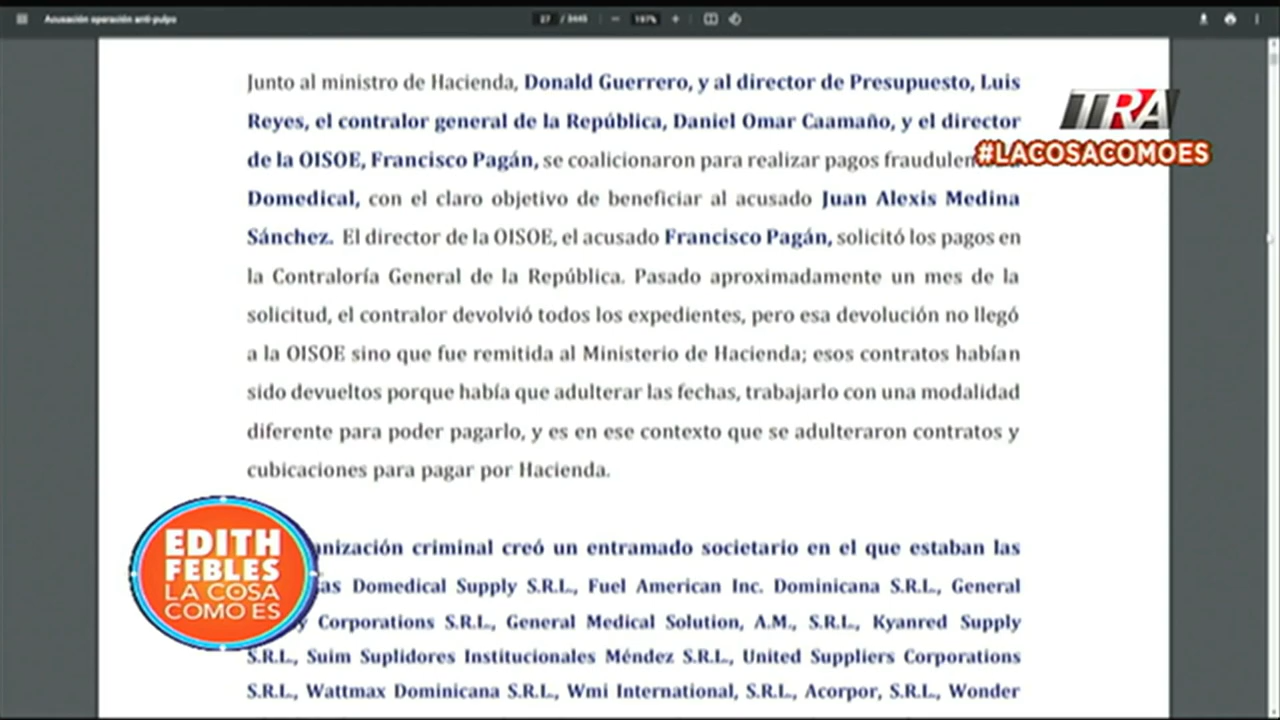 Acusación operación anti-pulpo
27 / 3445
197%
Junto al ministro de Hacienda, Donald Guerrero, y al director de Presupuesto, Luis
Reyes, el contralor general de la República, Daniel Omar Caamaño, y el director
de la OISOE, Francisco Pagán, se coalicionaron para realizar pagos
Domedical, con el claro objetivo de beneficiar al acusado Juan Alexis Medina
Sánchez. El director de la OISOE, el acusado Francisco Pagán, solicitó los pagos en
la Contraloría General de la República. Pasado aproximadamente un mes de la
solicitud, el contralor devolvió todos los expedientes, pero esa devolución no llegó
a la OISOE sino que fue remitida al Ministerio de Hacienda; esos contratos habían
sido devueltos porque había que adulterar las fechas, trabajarlo con una modalidad
diferente para poder pagarlo, y es en ese contexto que se adulteraron contratos y
cubicaciones para pagar por Hacienda.
criminal creó un entramado societario en el que estaban las
Domedical Supply S.R.L., Fuel American Inc. Dominicana S.R.L., General
Corporations S.R.L., General Medical Solution, A.M., S.R.L., Kyanred Supply
S.R.L., Suim Suplidores Institucionales Méndez S.R.L., United Suppliers Corporations
S.R.L., Wattmax Dominicana S.R.L., Wmi International, S.R.L., Acorpor, S.R.L., Wonder
TRA
#LACOSACOMOES
EDITH
FEBLES
LA COSA
COMO ES